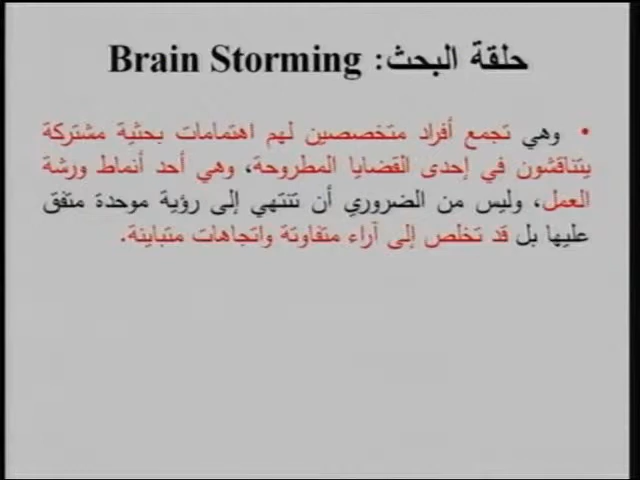 حلقة البحث: Brain Storming
• وهي تجمع أفراد متخصصين لهم اهتمامات بحثية مشتركة
يتناقشون في إحدى القضايا المطروحة، وهي أحد أنماط ورشة
العمل، وليس من الضروري أن تنتهي إلى رؤية موحدة متفق
عليها بل قد تخلص إلى آراء متفاوتة واتجاهات متباينة.